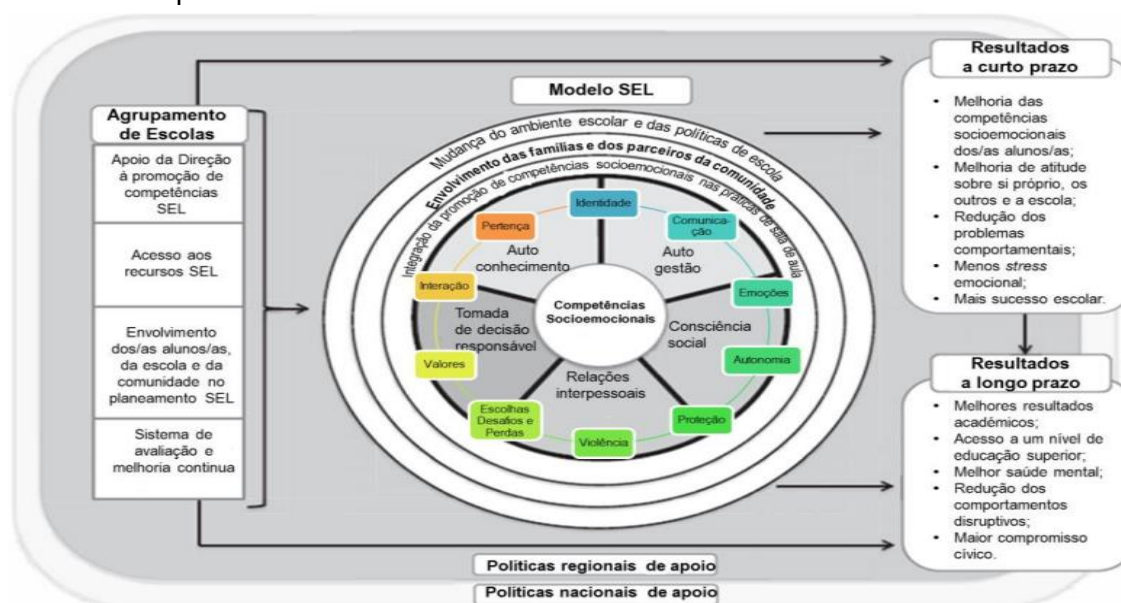 Modelo SEL
Agrupamento
de Escolas
Apoio da Direção
à promoção de
competências
SEL
Acesso aos
recursos SEL
Envolvimento
dos/as alunos/as,
da escola e da
comunidade no
planeamento SEL
Sistema de
avaliação e
melhoria continua
Mudança do ambiente escolar e das políticas de escola
Envolvimento das famílias e dos parceiros da comunidade
Integração da promoção de competências socioemocionais nas práticas de sala de aula
Identidade
Comunica-
ção
Emoções
Autonomia
Proteção
Violência
Escolhas
Desafios e
Perdas
Valores
Interação
Pertença
Auto
conhecimento
Auto
gestão
Consciência
social
Relações
interpessoais
Tomada
de decisão
responsável
Competências
Socioemocionais
Resultados
a curto prazo
• Melhoria das
competências
socioemocionais
dos/as alunos/as;
• Melhoria de atitude
sobre si próprio, os
outros e a escola;
• Redução dos
problemas
comportamentais;
• Menos stress
emocional;
• Mais sucesso escolar.
Resultados
a longo prazo
• Melhores resultados
académicos;
• Acesso a um nível de
educação superior;
• Melhor saúde mental;
• Redução dos
comportamentos
disruptivos;
• Maior compromisso
cívico.
Políticas regionais de apoio
Políticas nacionais de apoio